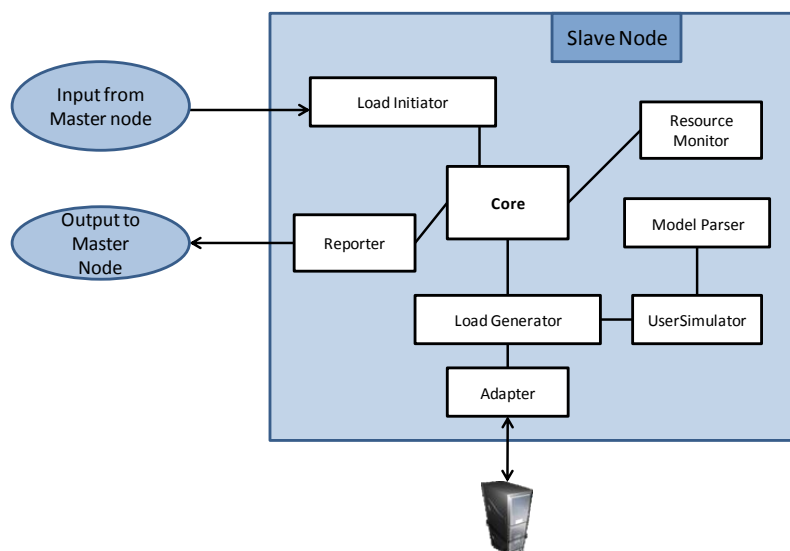 Slave Node
Input from
Master node
Load Initiator
Resource
Monitor
Core
Output to
Master
Node
Reporter
Model Parser
Load Generator
UserSimulator
Adapter